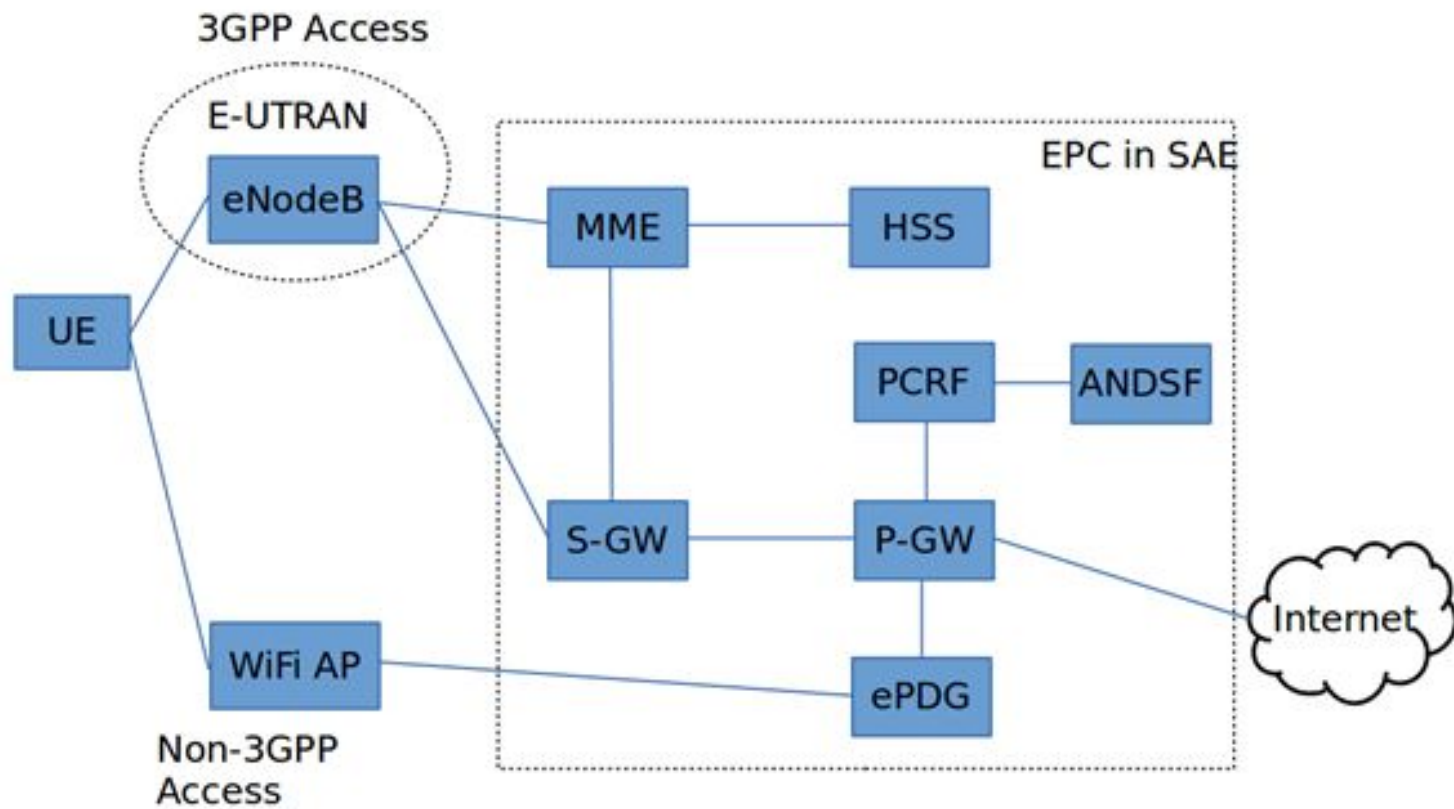 3GPP Access
E-UTRAN
eNodeB
EPC in SAE
MME
HSS
UE
PCRF
ANDSF
S-GW
P-GW
Internet
WiFi AP
ePDG
Non-3GPP
Access